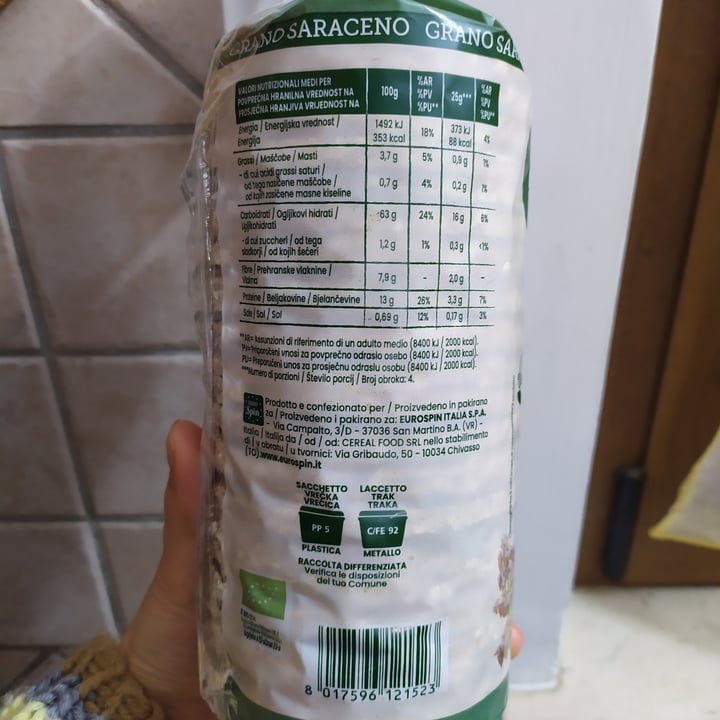 GRANO SARACENO GRANO SAR
VALORI NUTRIZIONALI MEDI PER
POVPREČNA HRANILNA VREDNOST NA
PROSJEČNA HRANJIVA VRIJEDNOST NA
100g
%AR
%PV
%PU**
25g***
%AR
%PV
%PU**
Energia / Energijska vrednost /
Energija
1492 kJ
353 kcal
18%
373 kJ
88 kcal
4%
Grassi / Maščobe / Masti
3,7 g
5%
0,9 g
1%
- di cui acidi grassi saturi /
od tega nasičene maščobe /
od kojih zasićene masne kiseline
0,7 g
4%
0,2 g
1%
Carboidrati / Ogljikovi hidrati /
Ugljikohidrati
63 g
24%
16 g
6%
- di cui zuccheri / od tega
sladkorji / od kojih šećeri
1,2 g
1%
0,3 g
<1%
Fibre / Prehranske vlaknine /
Vlakna
7,9 g
-
2,0 g
-
Proteine / Beljakovine / Bjelančevine
13 g
26%
3,3 g
7%
Sale / Sol / Sol
0,69 g
12%
0,17 g
3%
**AR= Assunzioni di riferimento di un adulto medio (8400 kJ / 2000 kcal).
PV= Priporočeni vnosi za povprečno odraslo osebo (8400 kJ / 2000 kcal).
PU= Preporučeni unos za prosječnu odraslu osobu (8400 kJ / 2000 kcal).
***Numero di porzioni / Število porcij / Broj obroka: 4.
Spin
Prodotto e confezionato per / Proizvedeno in pakirano
za / Proizvedeno i pakirano za: EUROSPIN ITALIA S.P.A.
- Via Campalto, 3/D - 37036 San Martino B.A. (VR) -
Italia / Italija da / od / od: CEREAL FOOD SRL nello stabilimento
di / v obratu / u tvornici: Via Gribaudo, 50 - 10034 Chivasso
(TO). www.eurospin.it
SACCHETTO
VREČKA
VREĆICA
PP 5
PLASTICA
LACCETTO
TRAK
TRAKA
C/FE 92
METALLO
RACCOLTA DIFFERENZIATA
Verifica le disposizioni
del tuo Comune
8 017596 121523